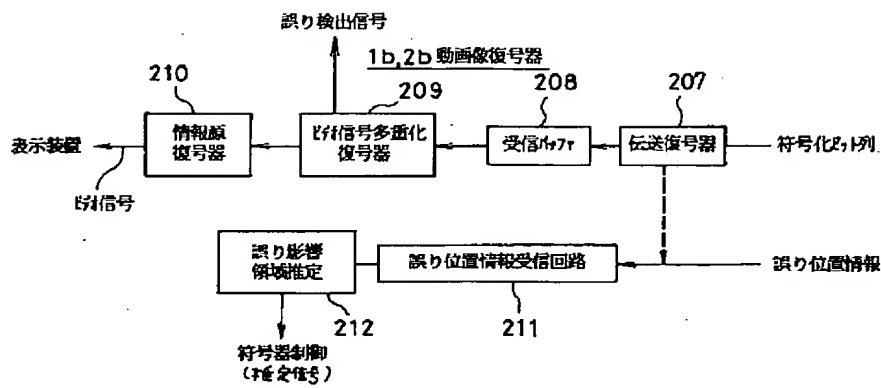 誤り検出信号
1b,2b 動画像復号器
210
209
208
207
表示装置
情報源
復号器
ビデオ信号多重化
復号器
受信バッファ
伝送復号器
符号化ビット列
ビデオ信号
誤り影響
領域推定
誤り位置情報受信回路
誤り位置情報
212
211
符号器制御
(推定信号)